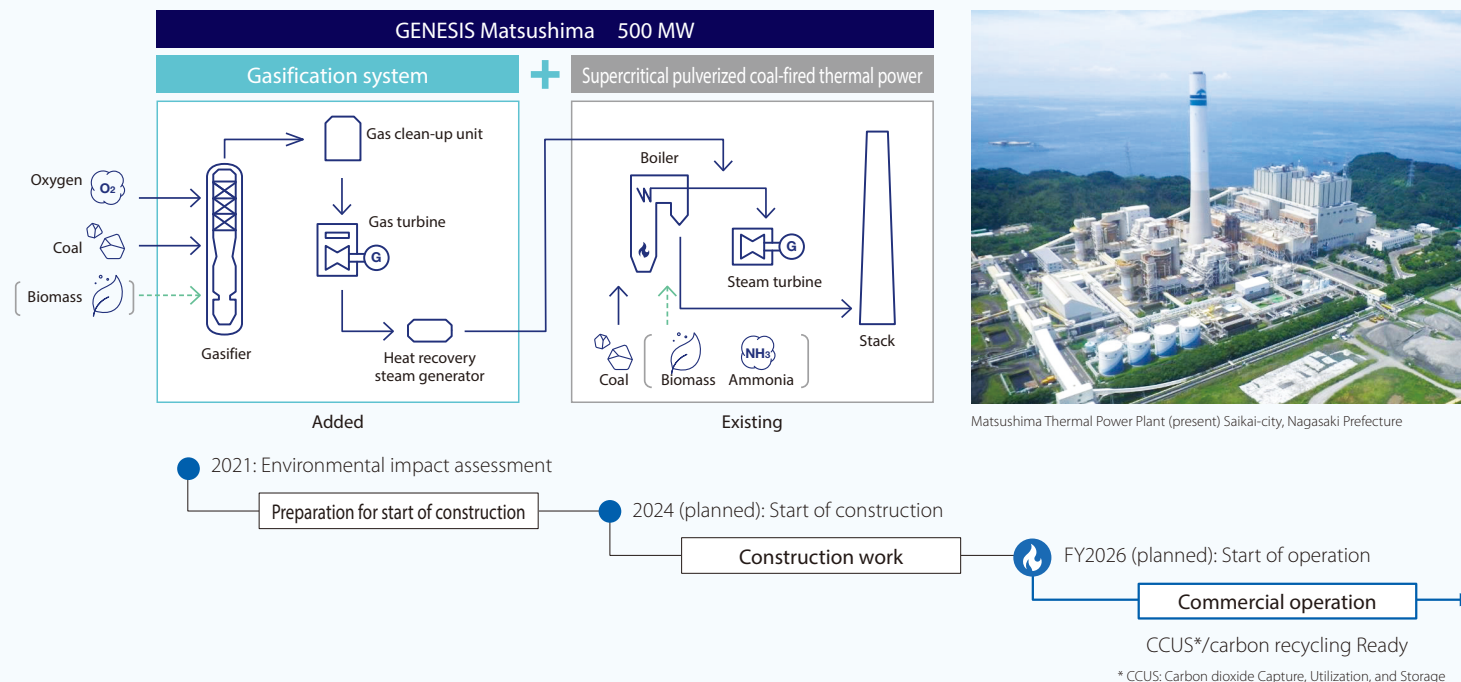 GENESIS Matsushima 500 MW
Gasification system
+
Supercritical pulverized coal-fired thermal power
Gas clean-up unit
Oxygen
O2
Coal
Biomass
Gas turbine
G
Gasifier
Heat recovery
steam generator
Boiler
G
Steam turbine
Coal
Biomass
NH3
Ammonia
Stack
Added
Existing
Matsushima Thermal Power Plant (present) Saikai-city, Nagasaki Prefecture
2021: Environmental impact assessment
Preparation for start of construction
2024 (planned): Start of construction
Construction work
FY2026 (planned): Start of operation
Commercial operation
CCUS*/carbon recycling Ready
* CCUS: Carbon dioxide Capture, Utilization, and Storage